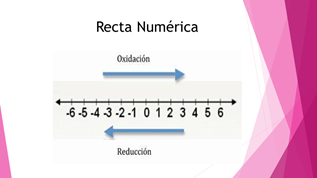 Recta Numérica
Oxidación
-6 -5 -4 -3 -2 -1 0 1 2 3 4 5 6
Reducción